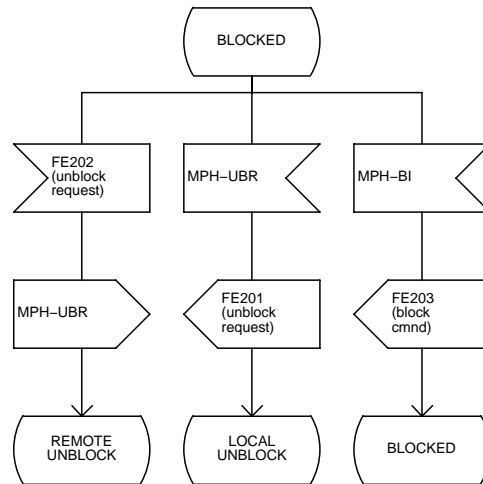 BLOCKED
FE202
(unblock
request)
MPH−UBR
MPH−BI
MPH−UBR
FE201
(unblock
request)
FE203
(block
cmnd)
REMOTE
UNBLOCK
LOCAL
UNBLOCK
BLOCKED